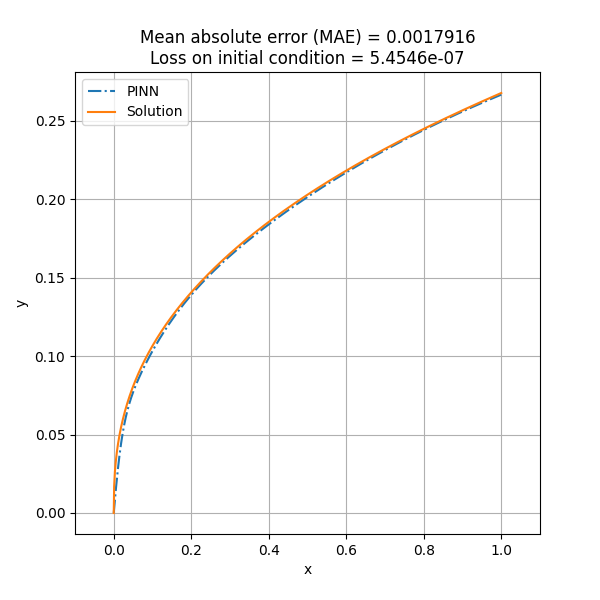 Mean absolute error (MAE) = 0.0017916
Loss on initial condition = 5.4546e-07
PINN
Solution
0.25
0.20
0.15
0.10
0.05
0.00
y
0.0 0.2 0.4 0.6 0.8 1.0
x